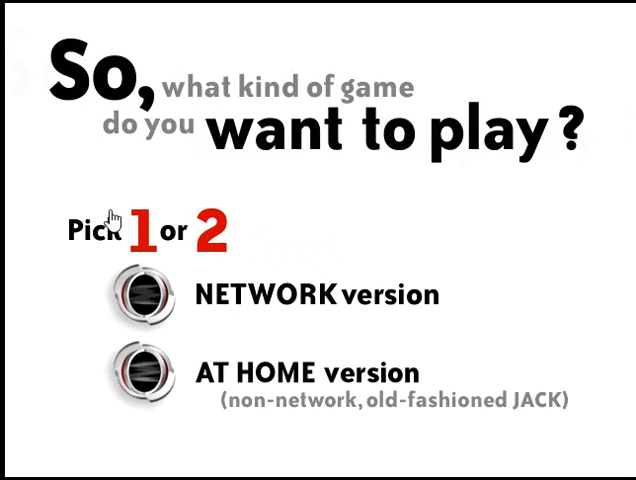 So, what kind of game
do you want to play?
Pick 1 or 2
NETWORK version
AT HOME version
(non-network, old-fashioned JACK)